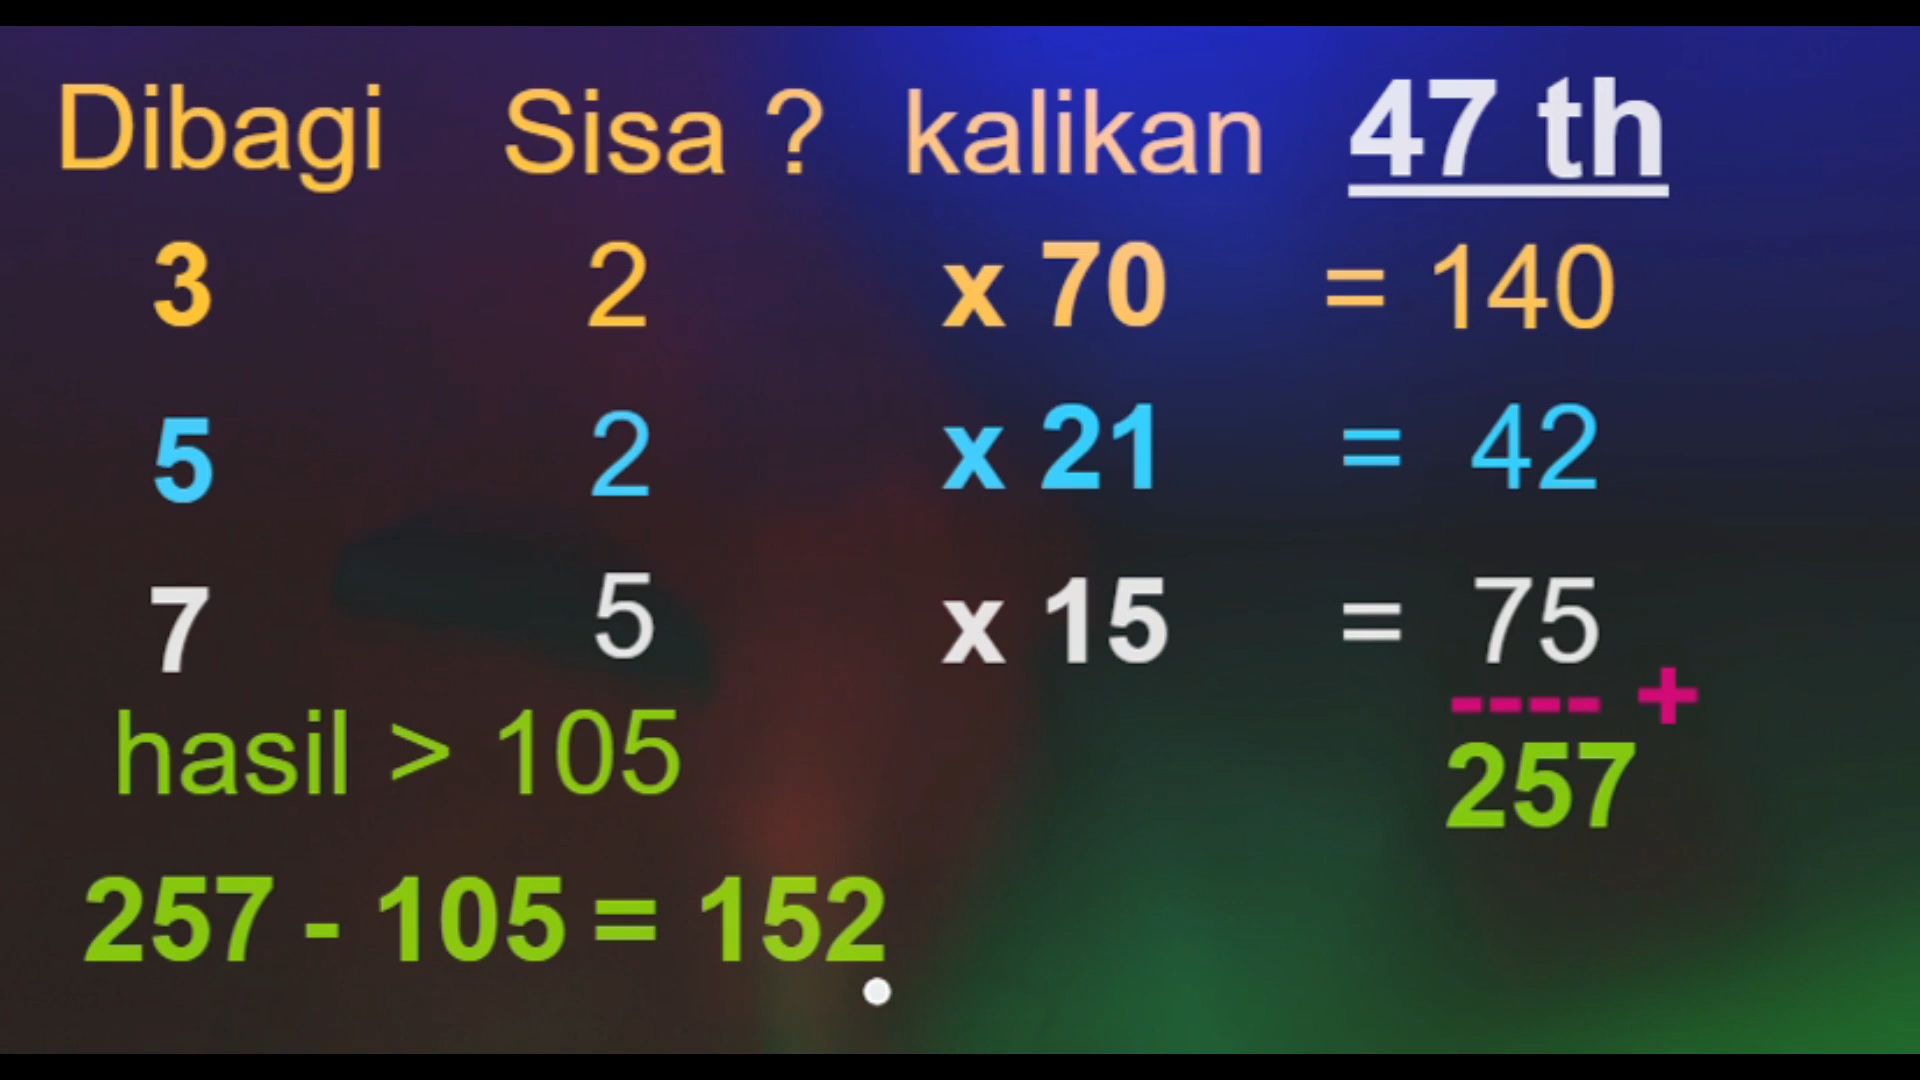 Dibagi Sisa ? kalikan 47 th
3 2 x 70 = 140
5 2 x 21 = 42
7 5 x 15 = 75
---- +
hasil > 105 257
257 - 105 = 152